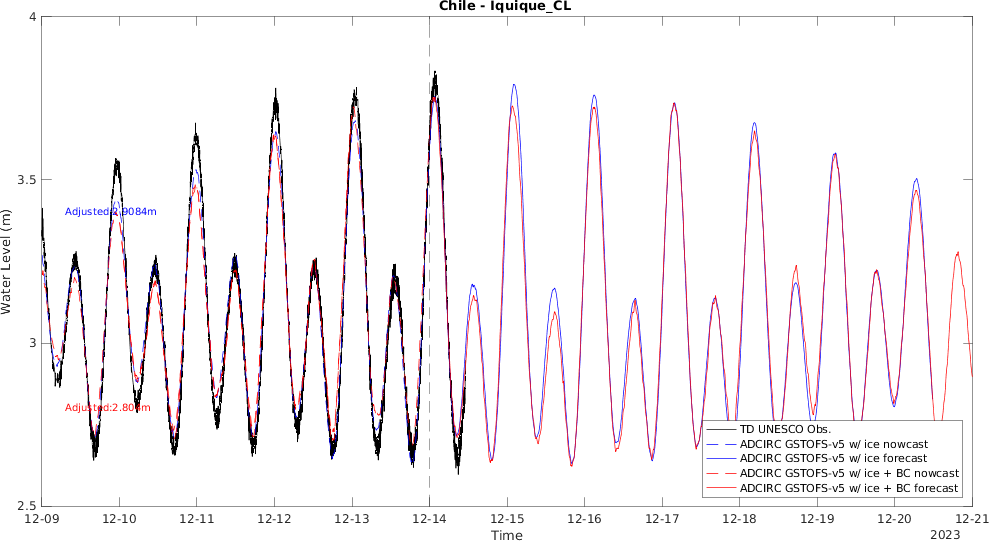 Chile - Iquique_CL
4
3.5
3
2.5
Water Level (m)
Adjusted:2.9084m
Adjusted:2.804m
TD UNESCO Obs.
ADCIRC GSTOFS-v5 w/ ice nowcast
ADCIRC GSTOFS-v5 w/ ice forecast
ADCIRC GSTOFS-v5 w/ ice + BC nowcast
ADCIRC GSTOFS-v5 w/ ice + BC forecast
12-09 12-10 12-11 12-12 12-13 12-14 12-15 12-16 12-17 12-18 12-19 12-20 12-21
Time
2023